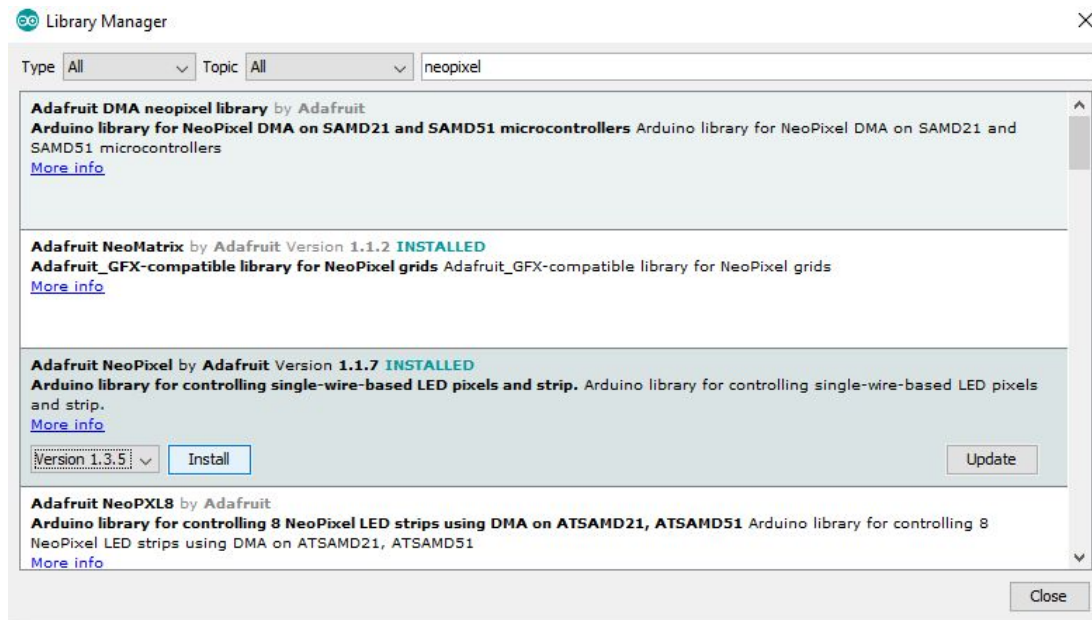 Library Manager
Type All Topic All neopixel
Adafruit DMA neopixel library by Adafruit
Arduino library for NeoPixel DMA on SAMD21 and SAMD51 microcontrollers Arduino library for NeoPixel DMA on SAMD21 and
SAMD51 microcontrollers
More info
Adafruit NeoMatrix by Adafruit Version 1.1.2 INSTALLED
Adafruit_GFX-compatible library for NeoPixel grids Adafruit_GFX-compatible library for NeoPixel grids
More info
Adafruit NeoPixel by Adafruit Version 1.1.7 INSTALLED
Arduino library for controlling single-wire-based LED pixels and strip. Arduino library for controlling single-wire-based LED pixels
and strip.
More info
Version 1.3.5 Install Update
Adafruit NeoPXL8 by Adafruit
Arduino library for controlling 8 NeoPixel LED strips using DMA on ATSAMD21, ATSAMD51 Arduino library for controlling 8
NeoPixel LED strips using DMA on ATSAMD21, ATSAMD51
More info
Close